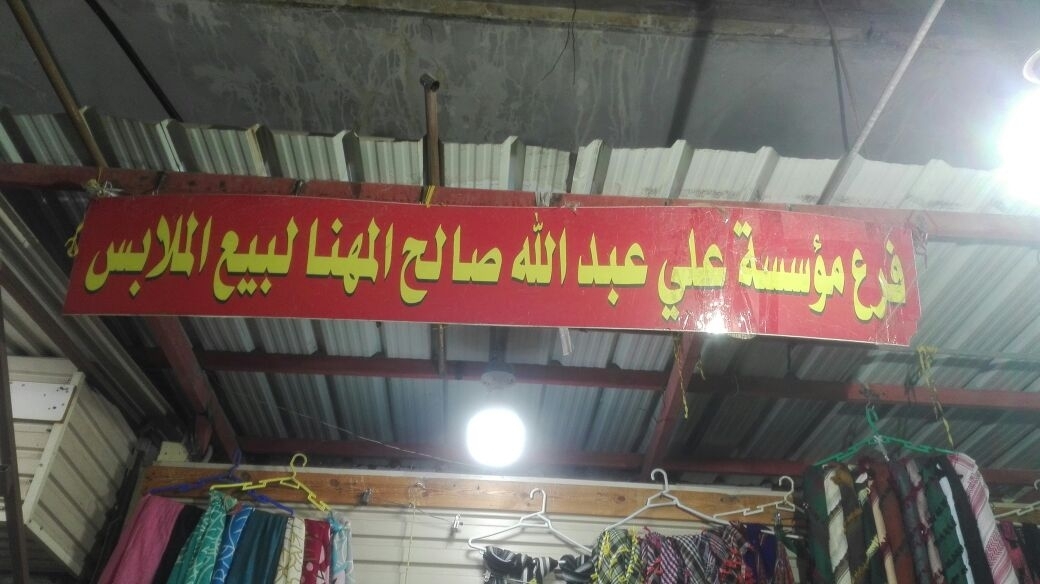 فرع مؤسسة علي عبد الله صالح المهنا لبيع الملابس